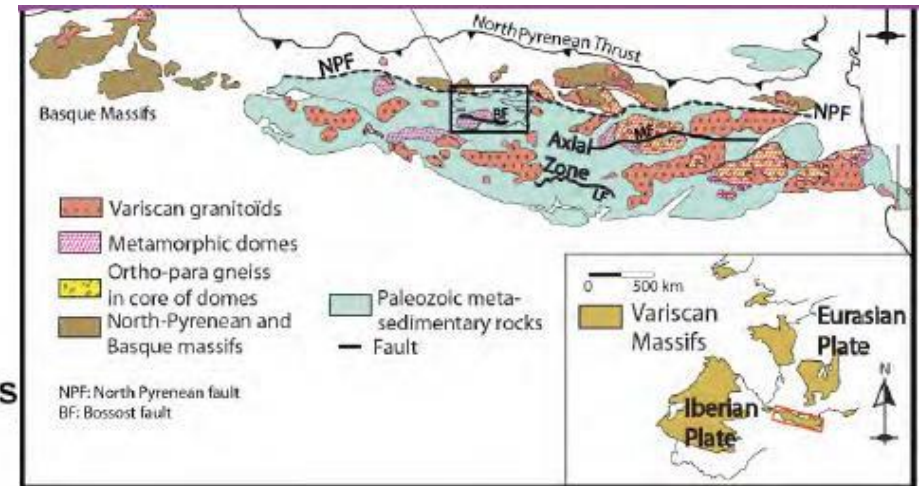 North Pyrenean Thrust
NPF
Basque Massifs
BF
MF
NPF
Axial
Zone
LF
Variscan granitoïds
Metamorphic domes
Ortho-para gneiss
in core of domes
North-Pyrenean and
Basque massifs
Paleozoic meta-
sedimentary rocks
Fault
NPF: North Pyrenean fault
BF: Bossost fault
S
0 500 km
Variscan
Massifs
Eurasian
Plate
N
Iberian
Plate